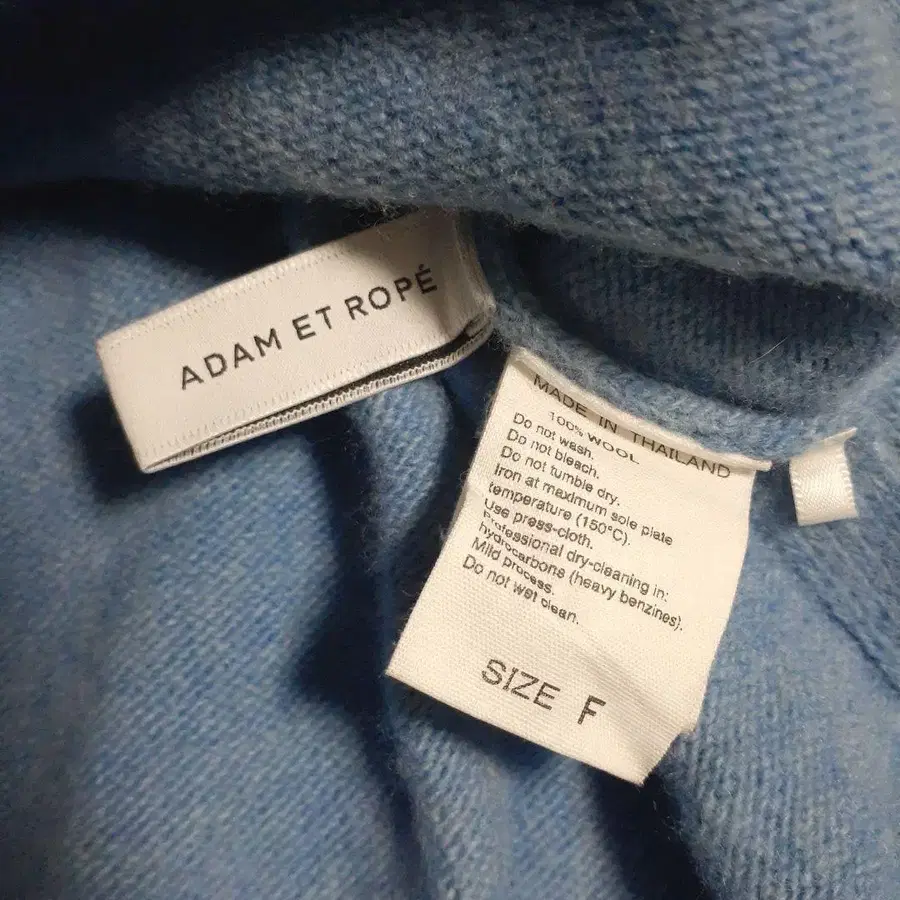 ADAM ET ROPÉ
MADE IN THAILAND
100% WOOL
Do not wash.
Do not bleach.
Do not tumble dry.
Iron at maximum sole plate
temperature (150°C).
Use press-cloth.
Professional dry-cleaning in:
hydrocarbons (heavy benzines).
Mild process.
Do not wet clean.
SIZE F